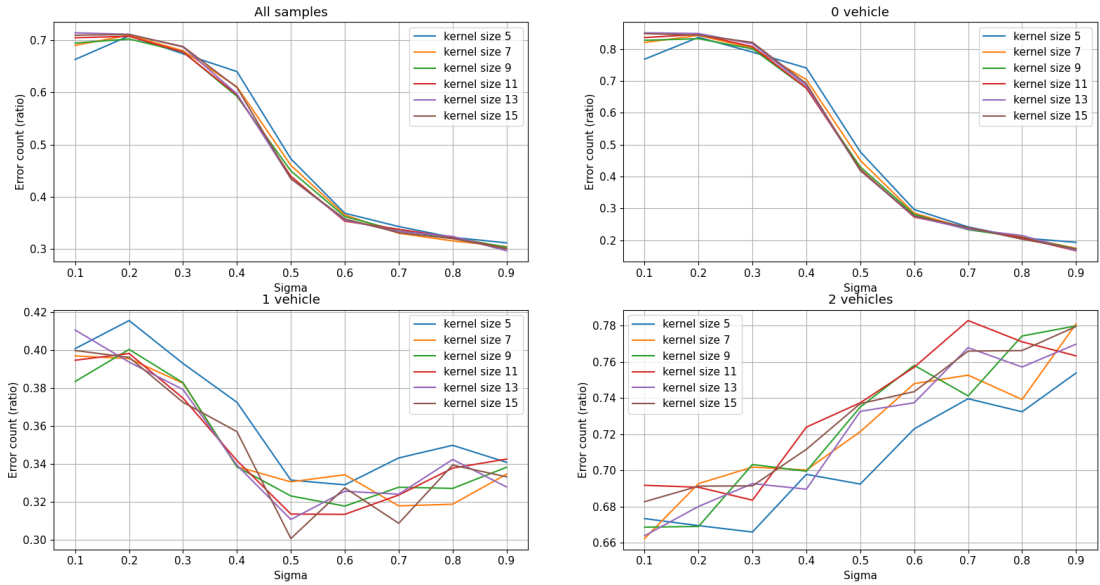 All samples
Error count (ratio)
0.7
0.6
0.5
0.4
0.3
kernel size 5
kernel size 7
kernel size 9
kernel size 11
kernel size 13
kernel size 15
0.1 0.2 0.3 0.4 0.5 0.6 0.7 0.8 0.9
Sigma
0 vehicle
Error count (ratio)
0.8
0.7
0.6
0.5
0.4
0.3
0.2
kernel size 5
kernel size 7
kernel size 9
kernel size 11
kernel size 13
kernel size 15
0.1 0.2 0.3 0.4 0.5 0.6 0.7 0.8 0.9
Sigma
1 vehicle
Error count (ratio)
0.42
0.40
0.38
0.36
0.34
0.32
0.30
kernel size 5
kernel size 7
kernel size 9
kernel size 11
kernel size 13
kernel size 15
0.1 0.2 0.3 0.4 0.5 0.6 0.7 0.8 0.9
Sigma
2 vehicles
Error count (ratio)
0.78
0.76
0.74
0.72
0.70
0.68
0.66
kernel size 5
kernel size 7
kernel size 9
kernel size 11
kernel size 13
kernel size 15
0.1 0.2 0.3 0.4 0.5 0.6 0.7 0.8 0.9
Sigma